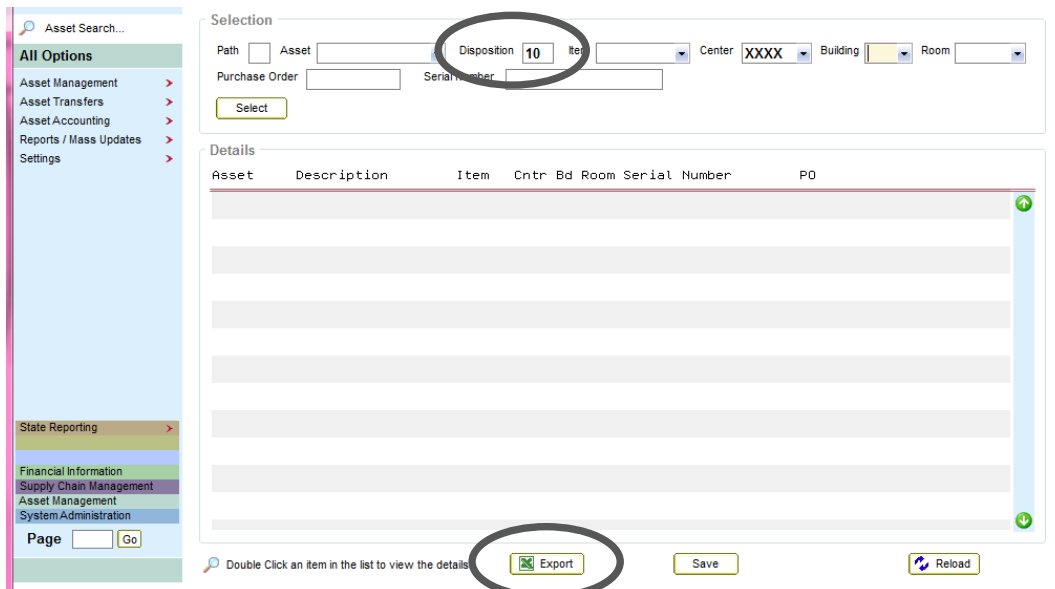 Asset Search...
All Options
Asset Management
Asset Transfers
Asset Accounting
Reports / Mass Updates
Settings
State Reporting
Financial Information
Supply Chain Management
Asset Management
System Administration
Page Go
Selection
Path Asset Disposition 10 Item Center XXXX Building Room
Purchase Order Serial Number
Select
Details
Asset Description Item Cntr Bd Room Serial Number PO
Double Click an item in the list to view the details Export Save Reload